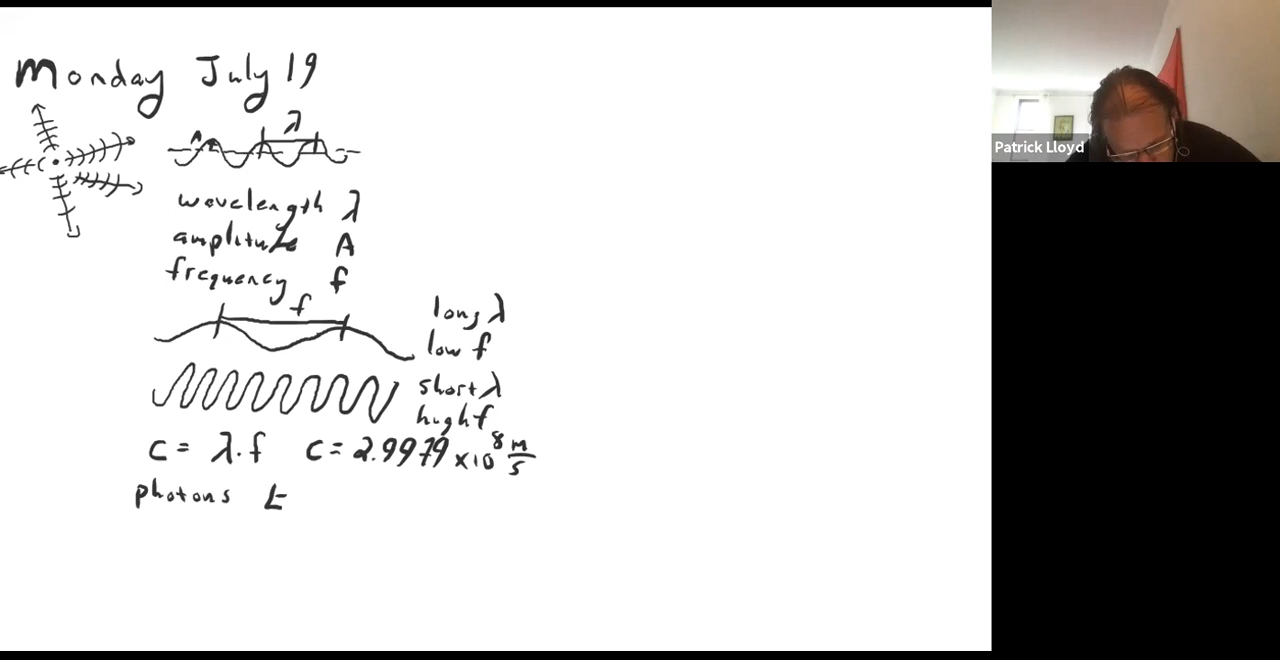 Monday July 19
λ
A
wavelength λ
amplitude A
frequency f
f
long λ
low f
short λ
high f
c = λ·f c = 2.9979 ×10⁸ m/s
photons E
Patrick Lloyd